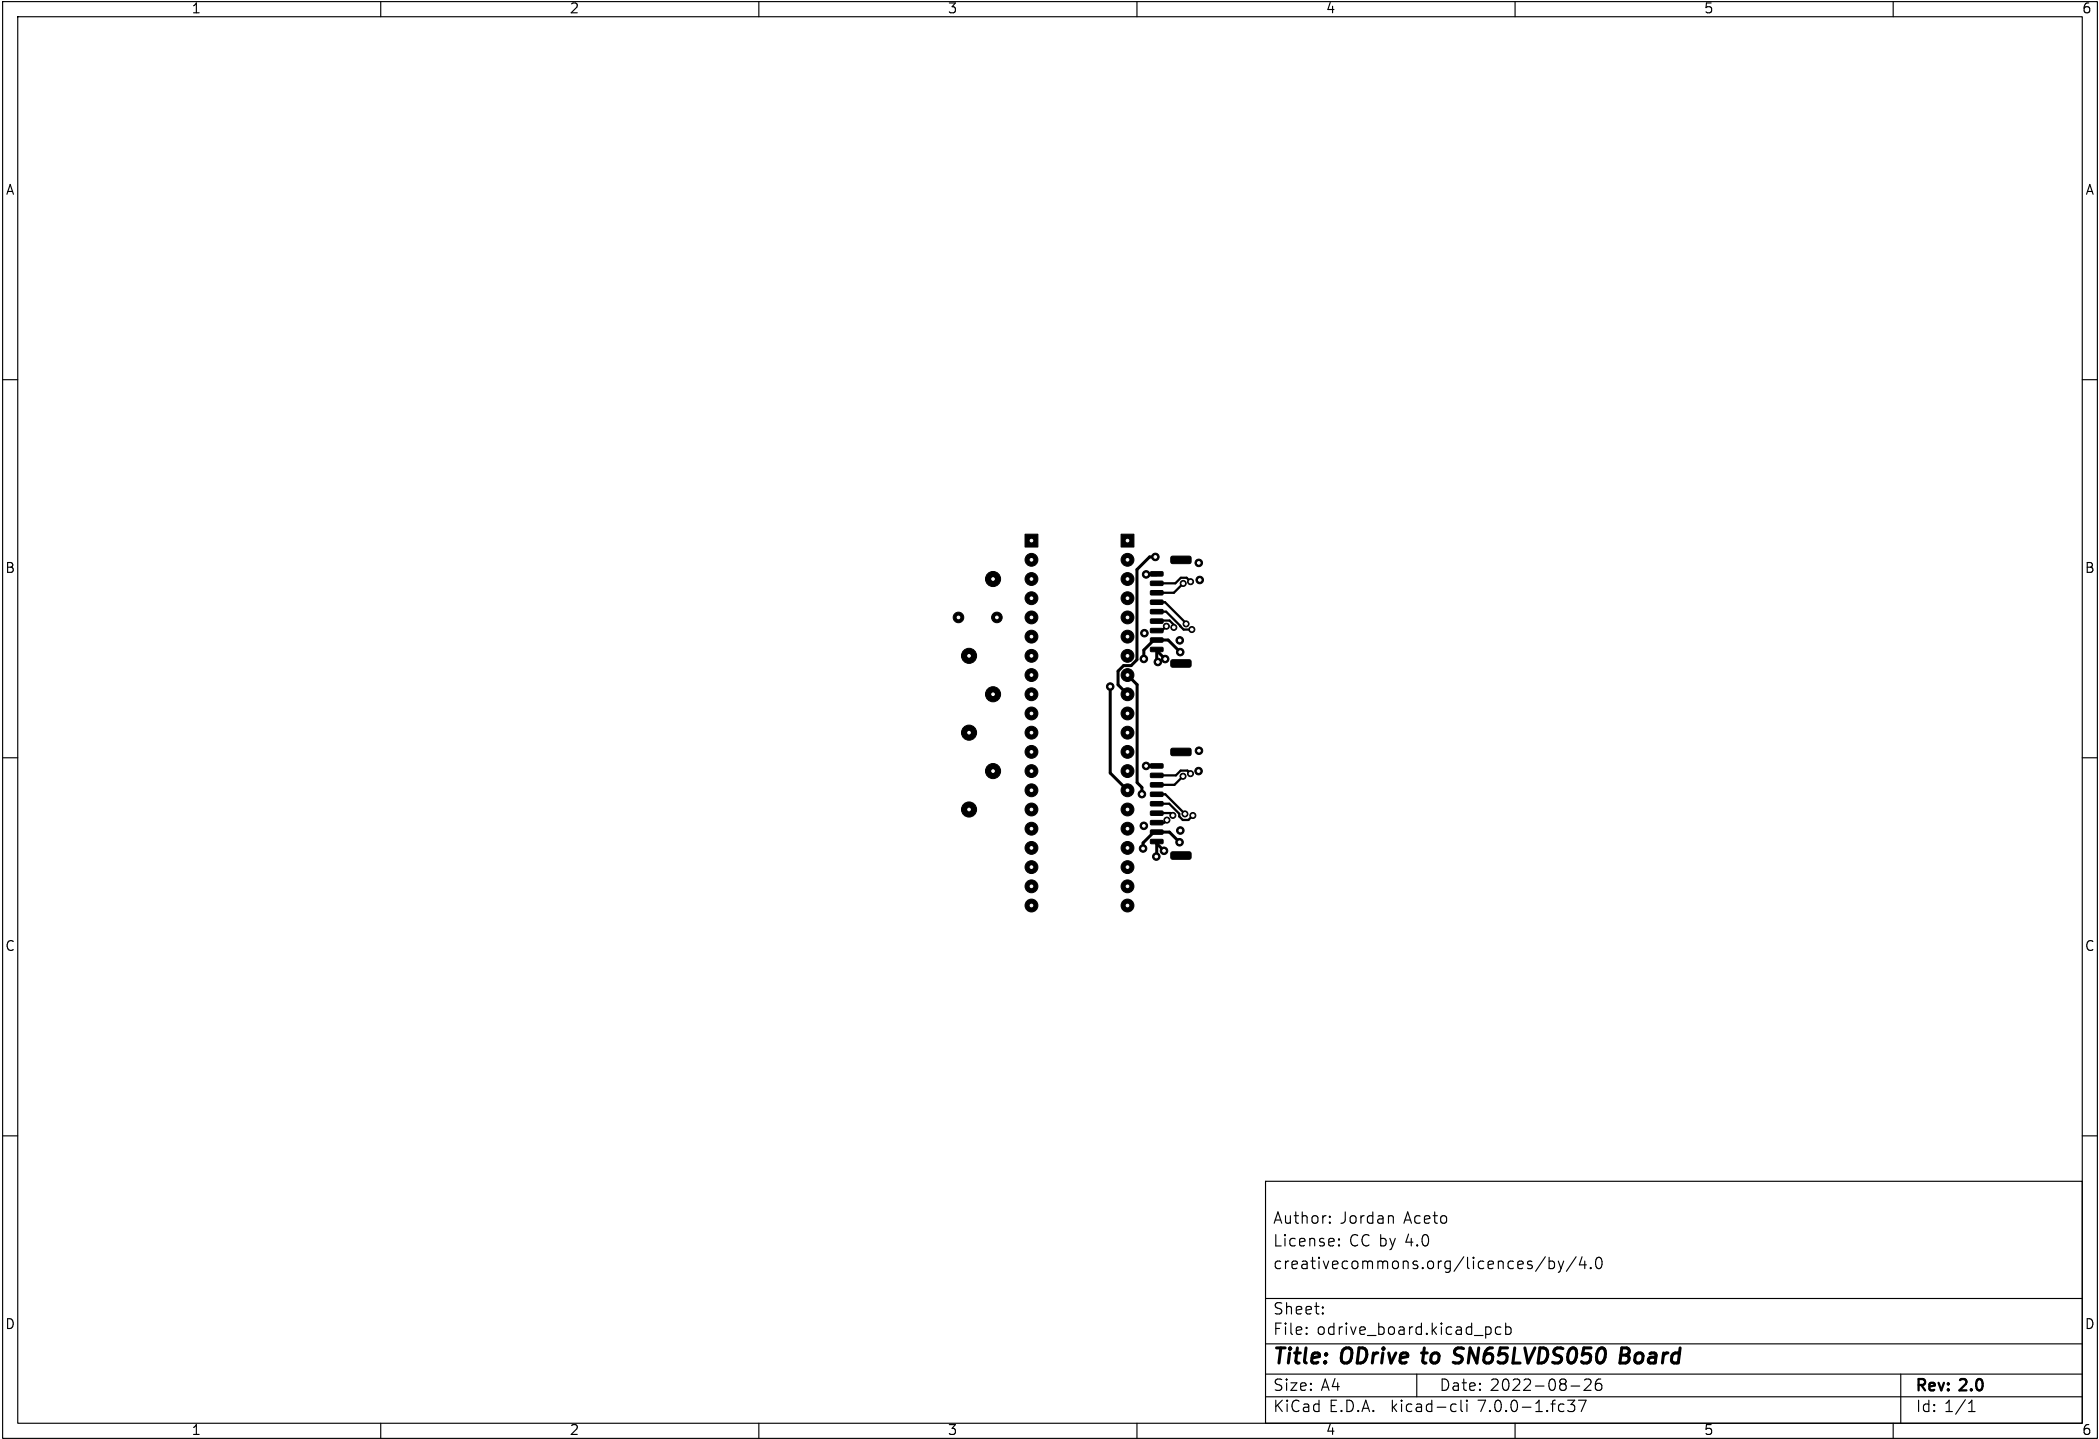 1 2 3 4 5 6
A A
B B
C C
Author: Jordan Aceto
License: CC by 4.0
creativecommons.org/licences/by/4.0
Sheet:
D D
File: odrive_board.kicad_pcb
Title: ODrive to SN65LVDS050 Board
Size: A4 Date: 2022-08-26 Rev: 2.0
KiCad E.D.A. kicad-cli 7.0.0-1.fc37 Id: 1/1
1 2 3 4 5 6